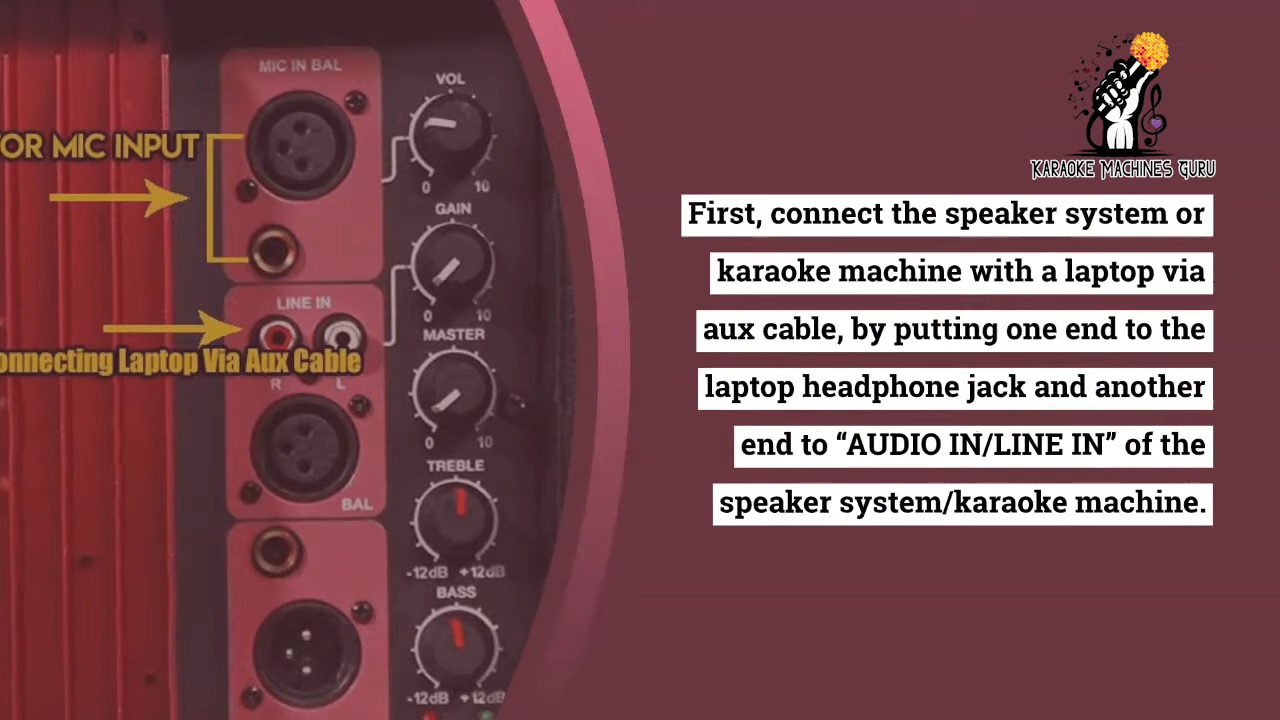 MIC IN BAL
VOL
OR MIC INPUT
0 10
GAIN
0 10
LINE IN
MASTER
onnecting Laptop Via Aux Cable
R L
0 10
TREBLE
BAL
-12dB +12dB
BASS
-12dB +12dB
KARAOKE MACHINES GURU
First, connect the speaker system or
karaoke machine with a laptop via
aux cable, by putting one end to the
laptop headphone jack and another
end to “AUDIO IN/LINE IN” of the
speaker system/karaoke machine.